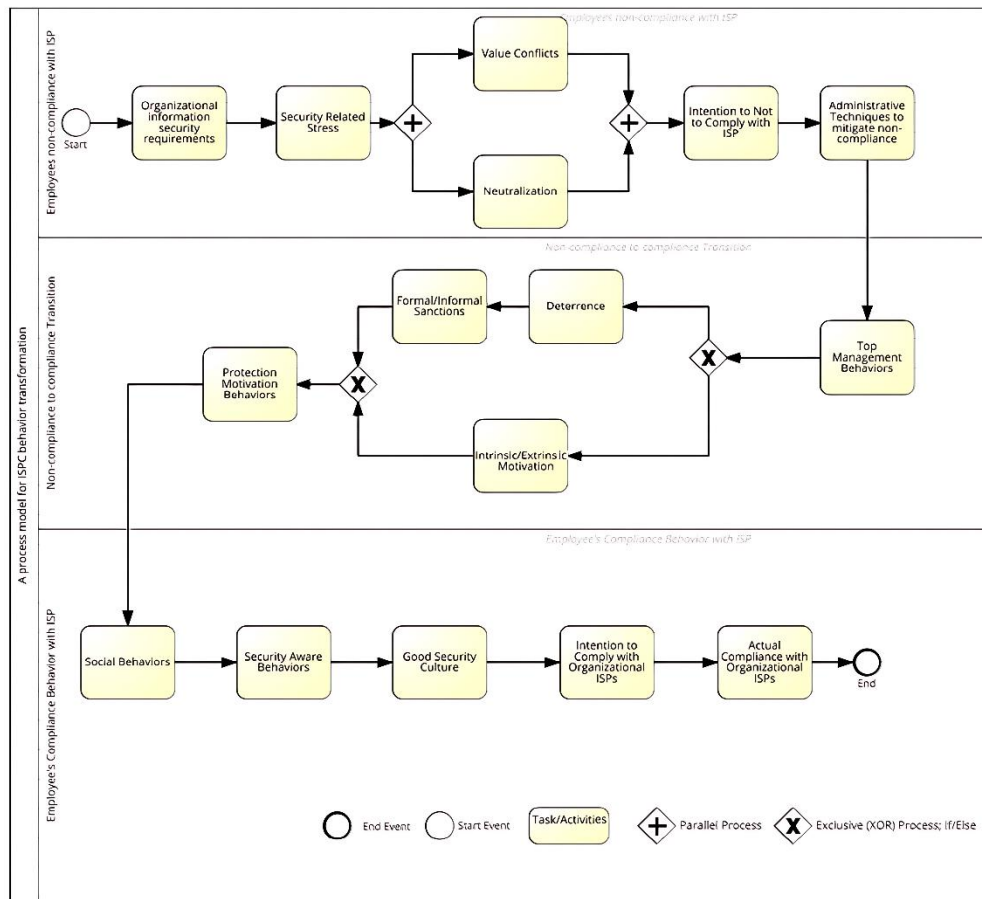 A process model for ISPC behavior transformation
Employees non-compliance with ISP
Employees non-compliance with ISP
Start
Organizational
information
security
requirements
Security Related
Stress
Value Conflicts
Neutralization
Intention to Not
to Comply with
ISP
Administrative
Techniques to
mitigate non-
compliance
Non-compliance to compliance Transition
Non-compliance to compliance Transition
Top
Management
Behaviors
Deterrence
Formal/Informal
Sanctions
Intrinsic/Extrinsic
Motivation
Protection
Motivation
Behaviors
Employee's Compliance Behavior with ISP
Employee's Compliance Behavior with ISP
Social Behaviors
Security Aware
Behaviors
Good Security
Culture
Intention to
Comply with
Organizational
ISPs
Actual
Compliance with
Organizational
ISPs
End
End Event
Start Event
Task/Activities
Parallel Process
Exclusive (XOR) Process; If/Else